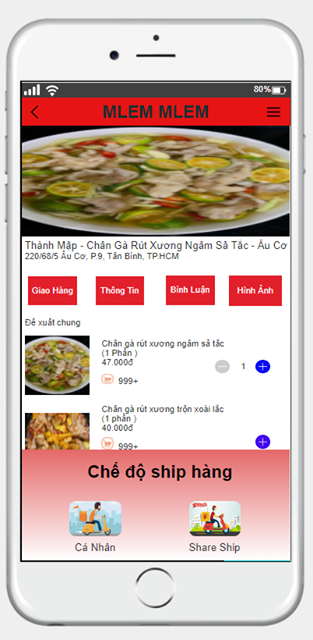 80%
MLEM MLEM
Thành Mập - Chân Gà Rút Xương Ngâm Sả Tắc - Âu Cơ
220/68/5 Âu Cơ, P.9, Tân Bình, TP.HCM
Giao Hàng
Thông Tin
Bình Luận
Hình Ảnh
Đề xuất chung
Chân gà rút xương ngâm sả tắc
(1 Phần )
47.000đ
1
999+
Chân gà rút xương trộn xoài lắc
(1 phần )
40.000đ
999+
Chế độ ship hàng
Cá Nhân
Share Ship